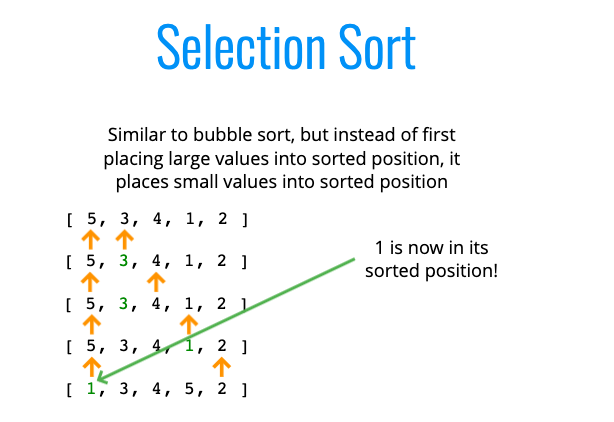 Selection Sort
Similar to bubble sort, but instead of first
placing large values into sorted position, it
places small values into sorted position
[ 5, 3, 4, 1, 2 ]
[ 5, 3, 4, 1, 2 ]
[ 5, 3, 4, 1, 2 ]
[ 5, 3, 4, 1, 2 ]
[ 1, 3, 4, 5, 2 ]
1 is now in its
sorted position!